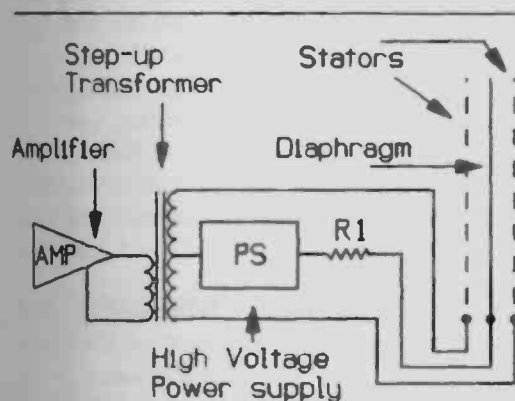 Step-up
Transformer
Stators
Amplifier
Diaphragm
AMP
PS
R1
High Voltage
Power supply